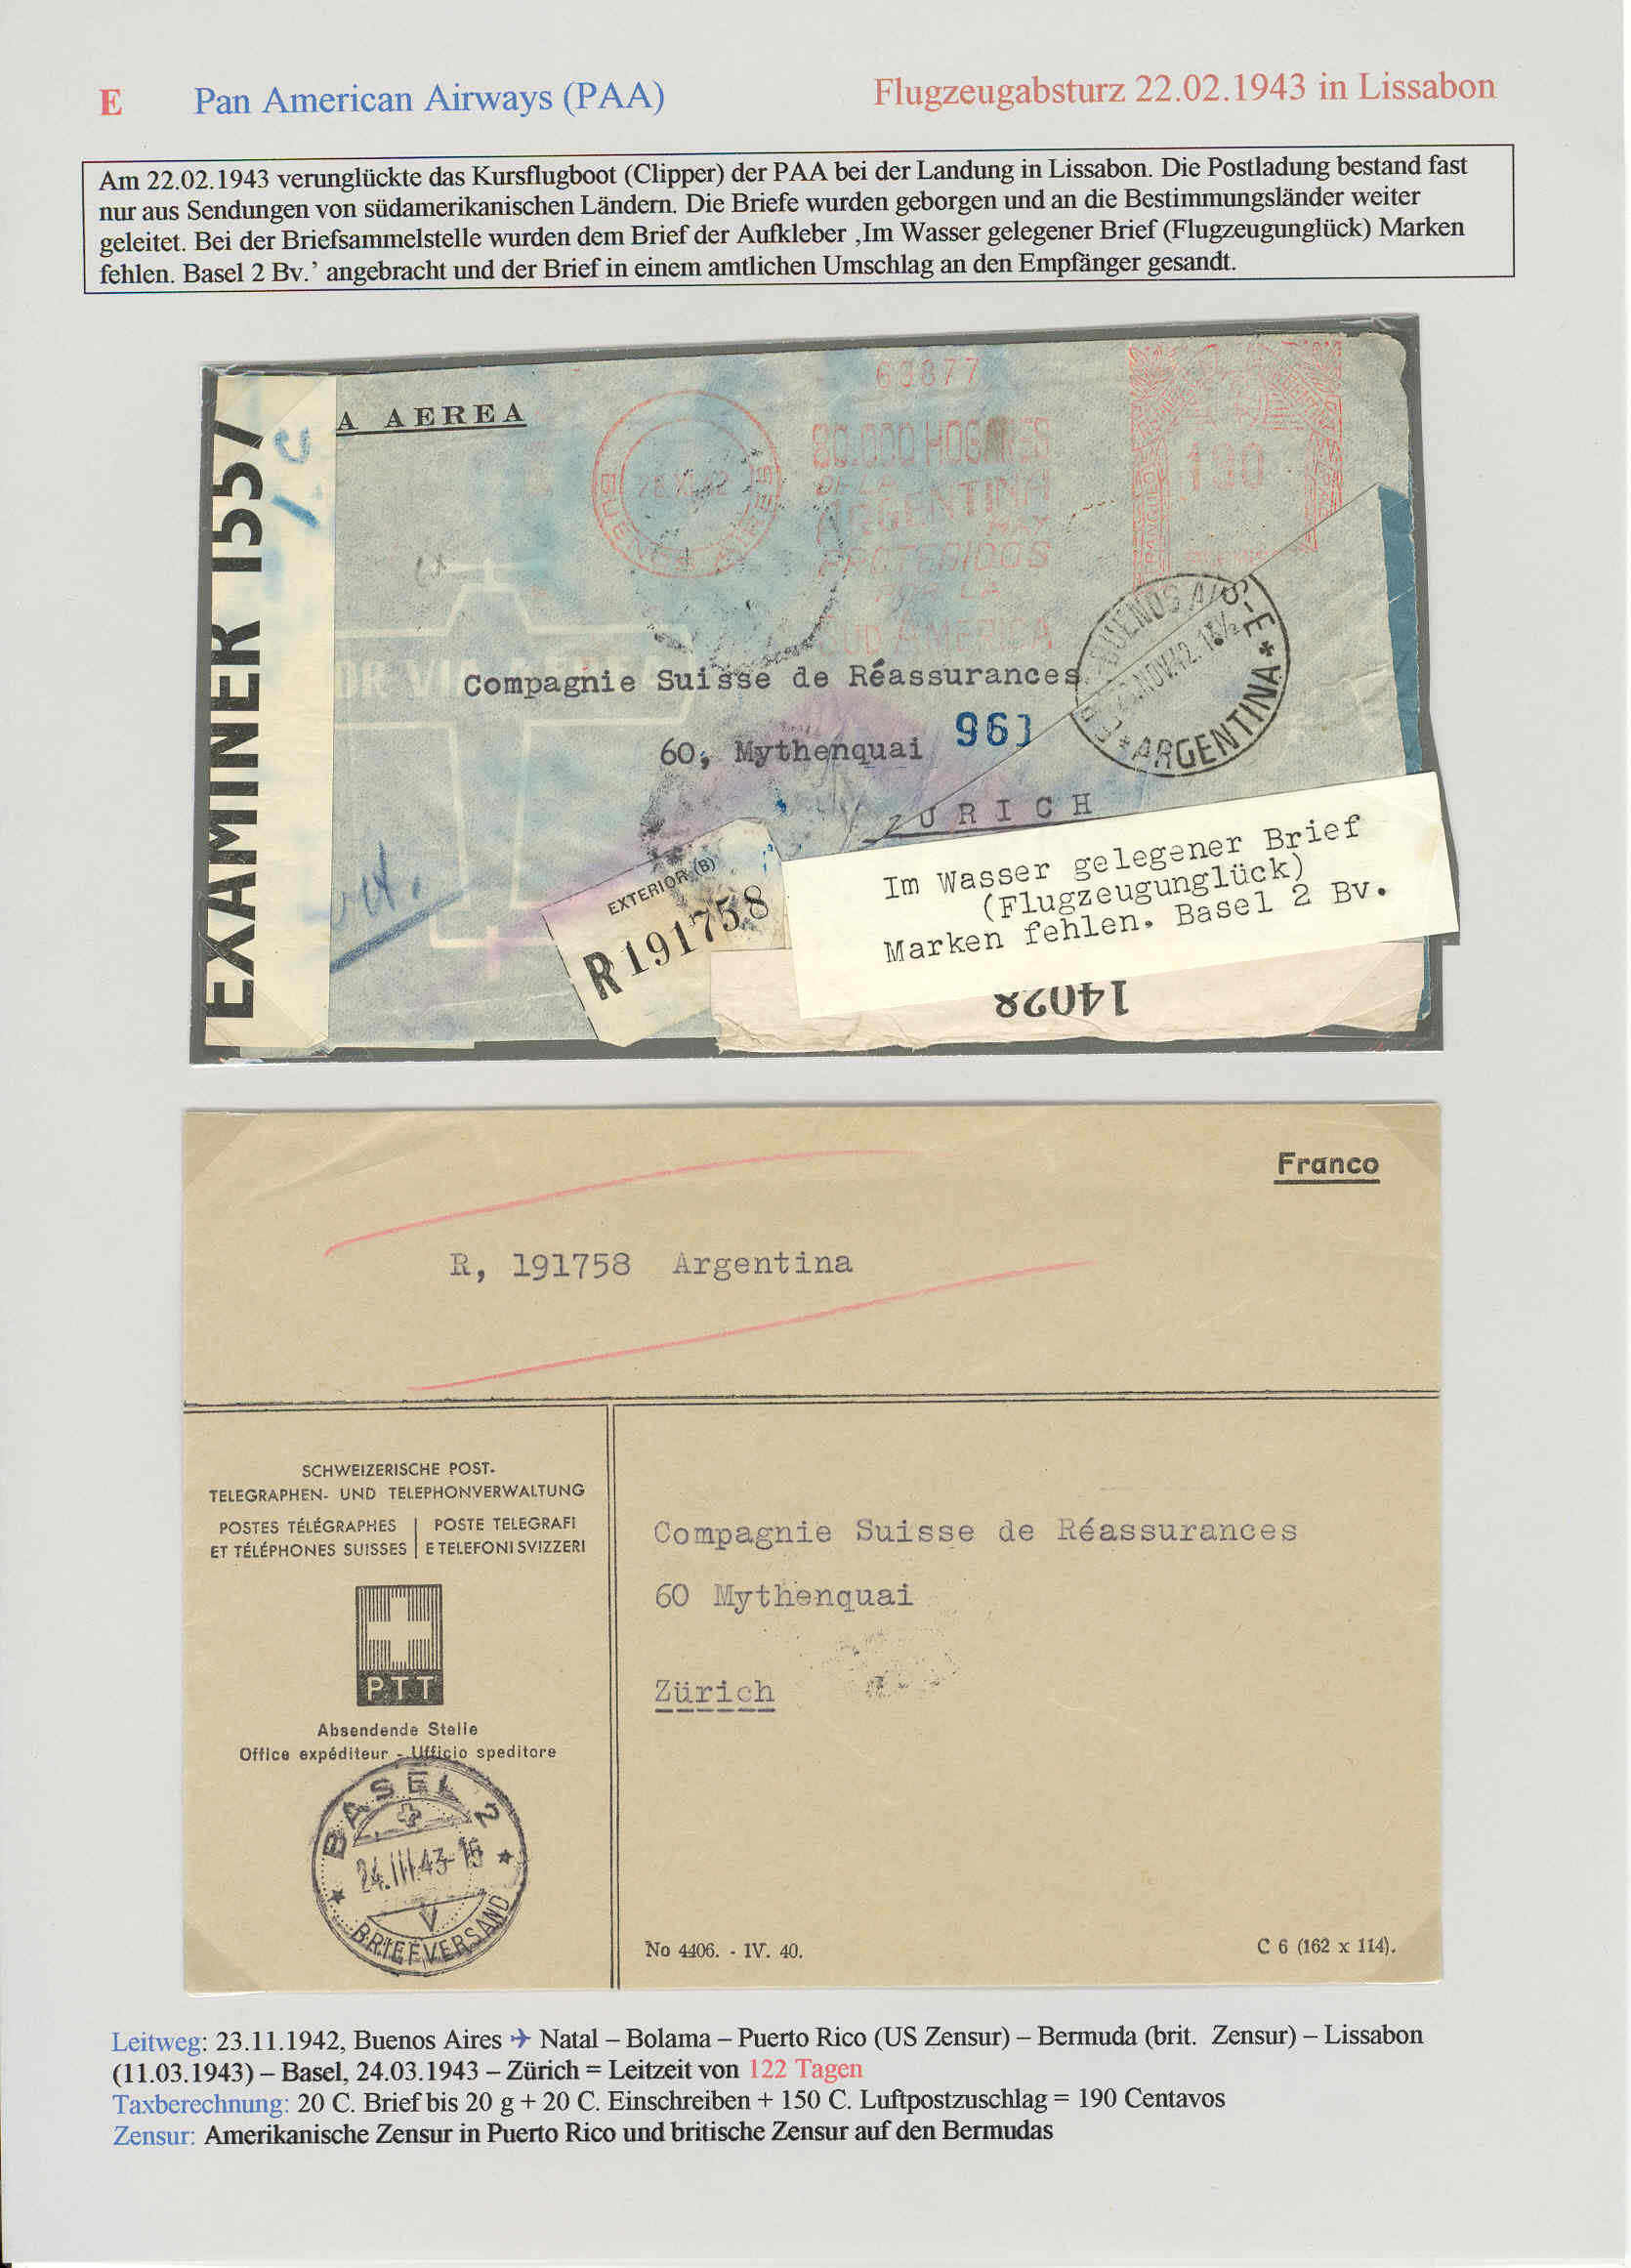 E Pan American Airways (PAA) Flugzeugabsturz 22.02.1943 in Lissabon
Am 22.02.1943 verunglückte das Kursflugboot (Clipper) der PAA bei der Landung in Lissabon. Die Postladung bestand fast
nur aus Sendungen von südamerikanischen Ländern. Die Briefe wurden geborgen und an die Bestimmungsländer weiter
geleitet. Bei der Briefsammelstelle wurden dem Brief der Aufkleber ‚Im Wasser gelegener Brief (Flugzeugunglück) Marken
fehlen. Basel 2 Bv.’ angebracht und der Brief in einem amtlichen Umschlag an den Empfänger gesandt.
EXAMINER 1557
A AEREA
BUENOS AIRES
80.000 HOGARES
DE LA
ARGENTINA
HAY
PROTEGIDOS
POR LA
SUD AMERICA
190
OR VIA AEREA
Compagnie Suisse de Réassurances
60, Mythenquai
961
ZURICH
BUENOS AIRES
NOV.42
ARGENTINA
EXTERIOR (B)
R 191758
Im Wasser gelegener Brief
(Flugzeugunglück)
Marken fehlen. Basel 2 Bv.
14028
Franco
R, 191758 Argentina
SCHWEIZERISCHE POST-
TELEGRAPHEN- UND TELEPHONVERWALTUNG
POSTES TÉLÉGRAPHES | POSTE TELEGRAFI
ET TÉLÉPHONES SUISSES | E TELEFONI SVIZZERI
PTT
Absendende Stelle
Office expéditeur - Ufficio speditore
BASEL 2
24.III.43-16
V
BRIEFVERSAND
Compagnie Suisse de Réassurances
60 Mythenquai
Zürich
No 4406. - IV. 40.
C 6 (162 x 114).
Leitweg: 23.11.1942, Buenos Aires ✈ Natal – Bolama – Puerto Rico (US Zensur) – Bermuda (brit. Zensur) – Lissabon
(11.03.1943) – Basel, 24.03.1943 – Zürich = Leitzeit von 122 Tagen
Taxberechnung: 20 C. Brief bis 20 g + 20 C. Einschreiben + 150 C. Luftpostzuschlag = 190 Centavos
Zensur: Amerikanische Zensur in Puerto Rico und britische Zensur auf den Bermudas